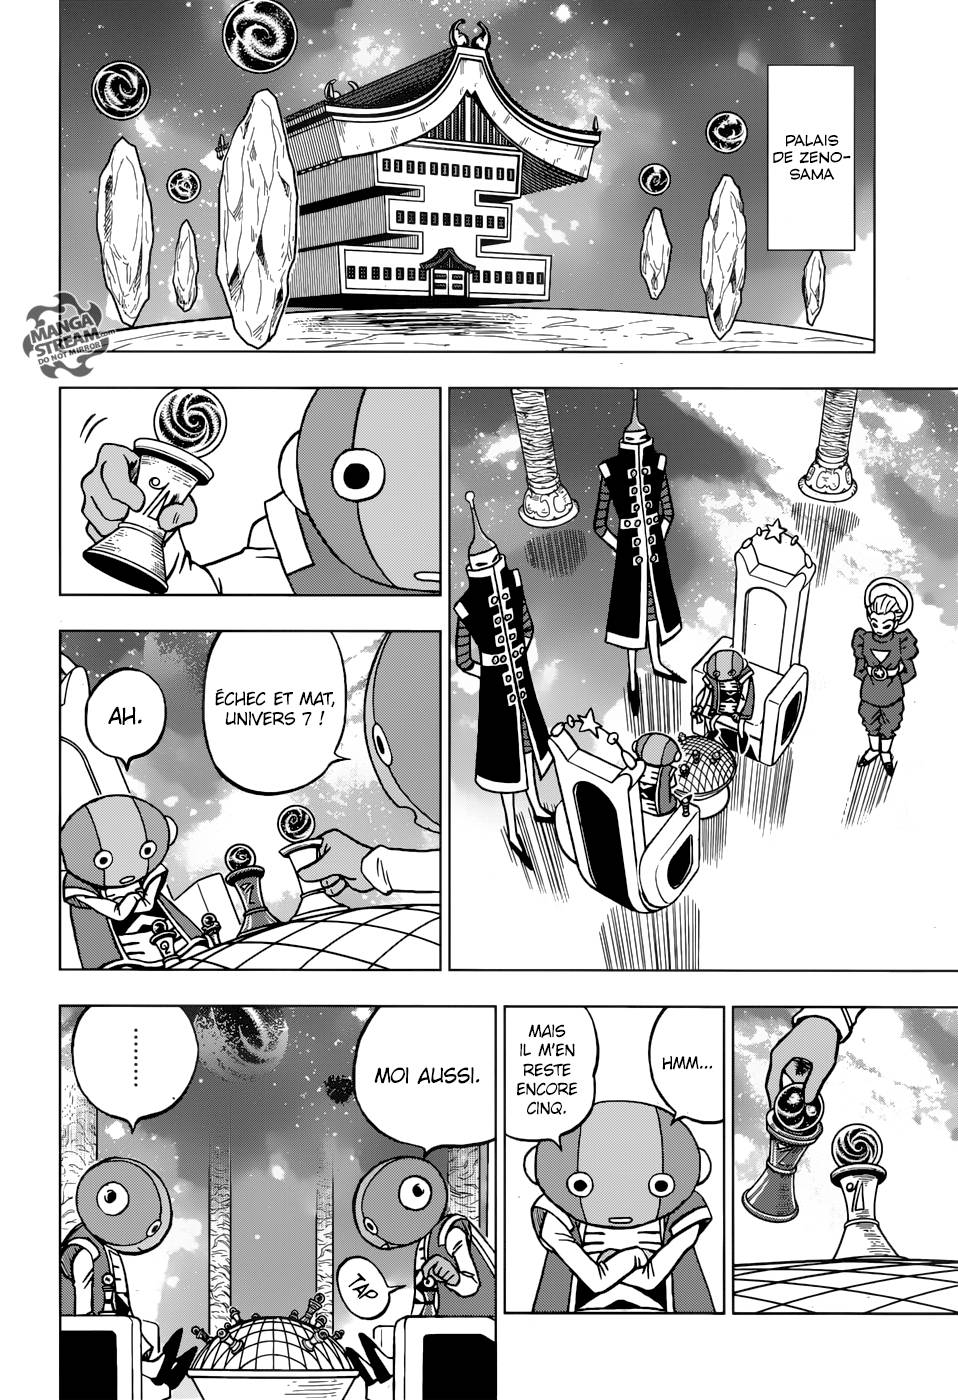 PALAIS
DE ZENO-
SAMA
MANGA
STREAM.com
DO NOT MIRROR
ÉCHEC ET MAT,
UNIVERS 7 !
AH.
HMM...
MAIS
IL M'EN
RESTE
ENCORE
CINQ.
MOI AUSSI.
.........
TAP